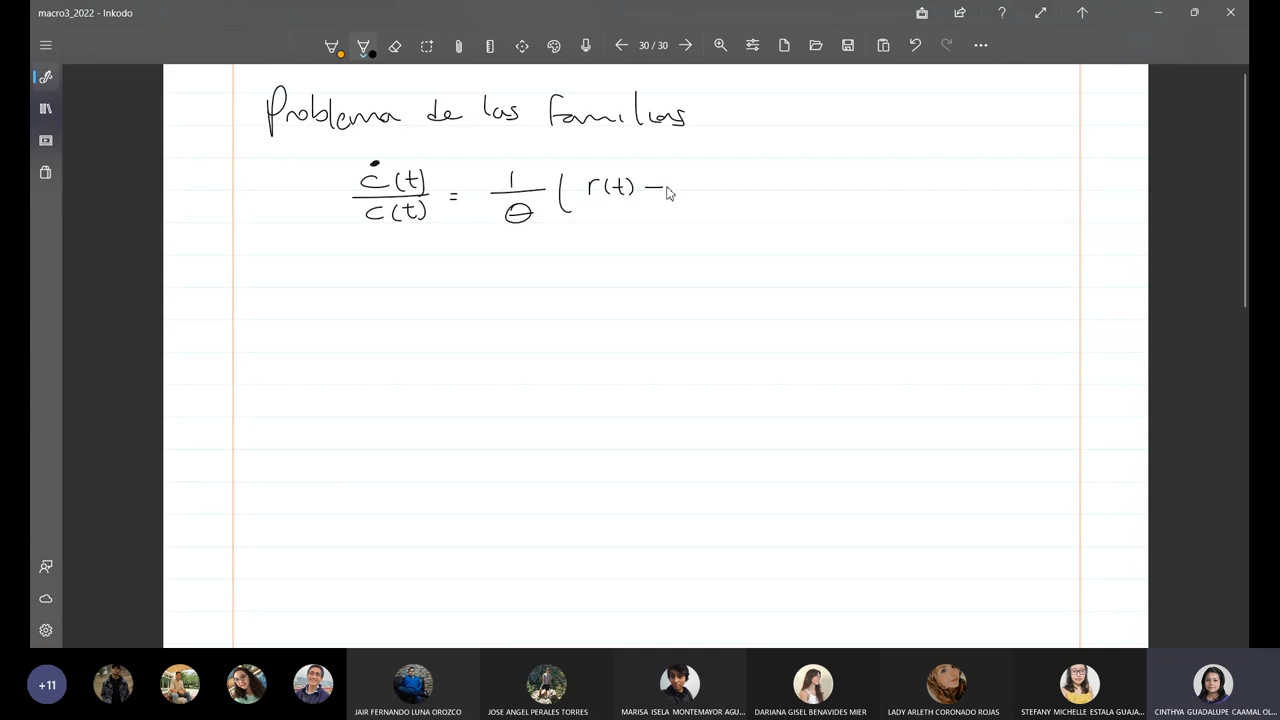 macro3_2022 - Inkodo
30 / 30
Problema de las familias
ċ(t) / c(t) = 1 / θ ( r(t) −
+11
JAIR FERNANDO LUNA OROZCO
JOSE ANGEL PERALES TORRES
MARISA ISELA MONTEMAYOR AGU...
DARIANA GISEL BENAVIDES MIER
LADY ARLETH CORONADO ROJAS
STEFANY MICHELLE ESTALA GUAJA...
CINTHYA GUADALUPE CAAMAL OL...